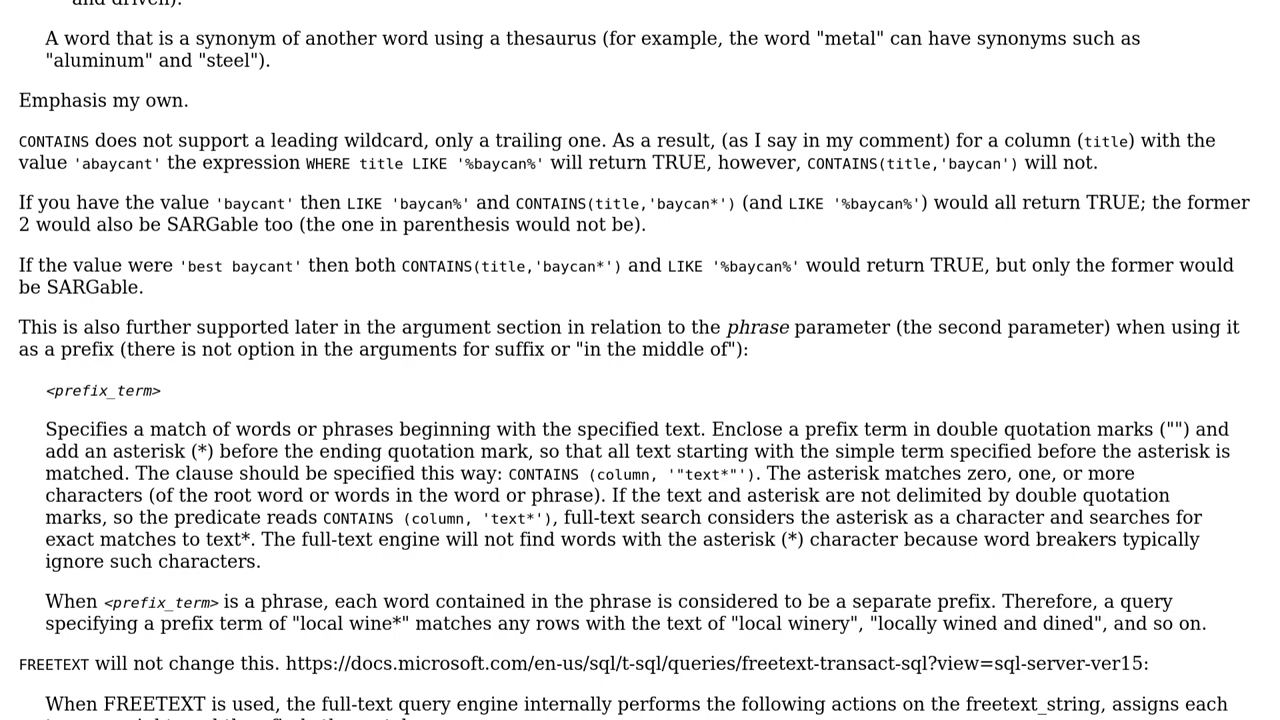 and driven).
A word that is a synonym of another word using a thesaurus (for example, the word "metal" can have synonyms such as
"aluminum" and "steel").
Emphasis my own.
CONTAINS does not support a leading wildcard, only a trailing one. As a result, (as I say in my comment) for a column (title) with the
value 'abaycant' the expression WHERE title LIKE '%baycan%' will return TRUE, however, CONTAINS(title,'baycan') will not.
If you have the value 'baycant' then LIKE 'baycan%' and CONTAINS(title,'baycan*') (and LIKE '%baycan%') would all return TRUE; the former
2 would also be SARGable too (the one in parenthesis would not be).
If the value were 'best baycant' then both CONTAINS(title,'baycan*') and LIKE '%baycan%' would return TRUE, but only the former would
be SARGable.
This is also further supported later in the argument section in relation to the phrase parameter (the second parameter) when using it
as a prefix (there is not option in the arguments for suffix or "in the middle of"):
<prefix_term>
Specifies a match of words or phrases beginning with the specified text. Enclose a prefix term in double quotation marks ("") and
add an asterisk (*) before the ending quotation mark, so that all text starting with the simple term specified before the asterisk is
matched. The clause should be specified this way: CONTAINS (column, '"text*"'). The asterisk matches zero, one, or more
characters (of the root word or words in the word or phrase). If the text and asterisk are not delimited by double quotation
marks, so the predicate reads CONTAINS (column, 'text*'), full-text search considers the asterisk as a character and searches for
exact matches to text*. The full-text engine will not find words with the asterisk (*) character because word breakers typically
ignore such characters.
When <prefix_term> is a phrase, each word contained in the phrase is considered to be a separate prefix. Therefore, a query
specifying a prefix term of "local wine*" matches any rows with the text of "local winery", "locally wined and dined", and so on.
FREETEXT will not change this. https://docs.microsoft.com/en-us/sql/t-sql/queries/freetext-transact-sql?view=sql-server-ver15:
When FREETEXT is used, the full-text query engine internally performs the following actions on the freetext_string, assigns each